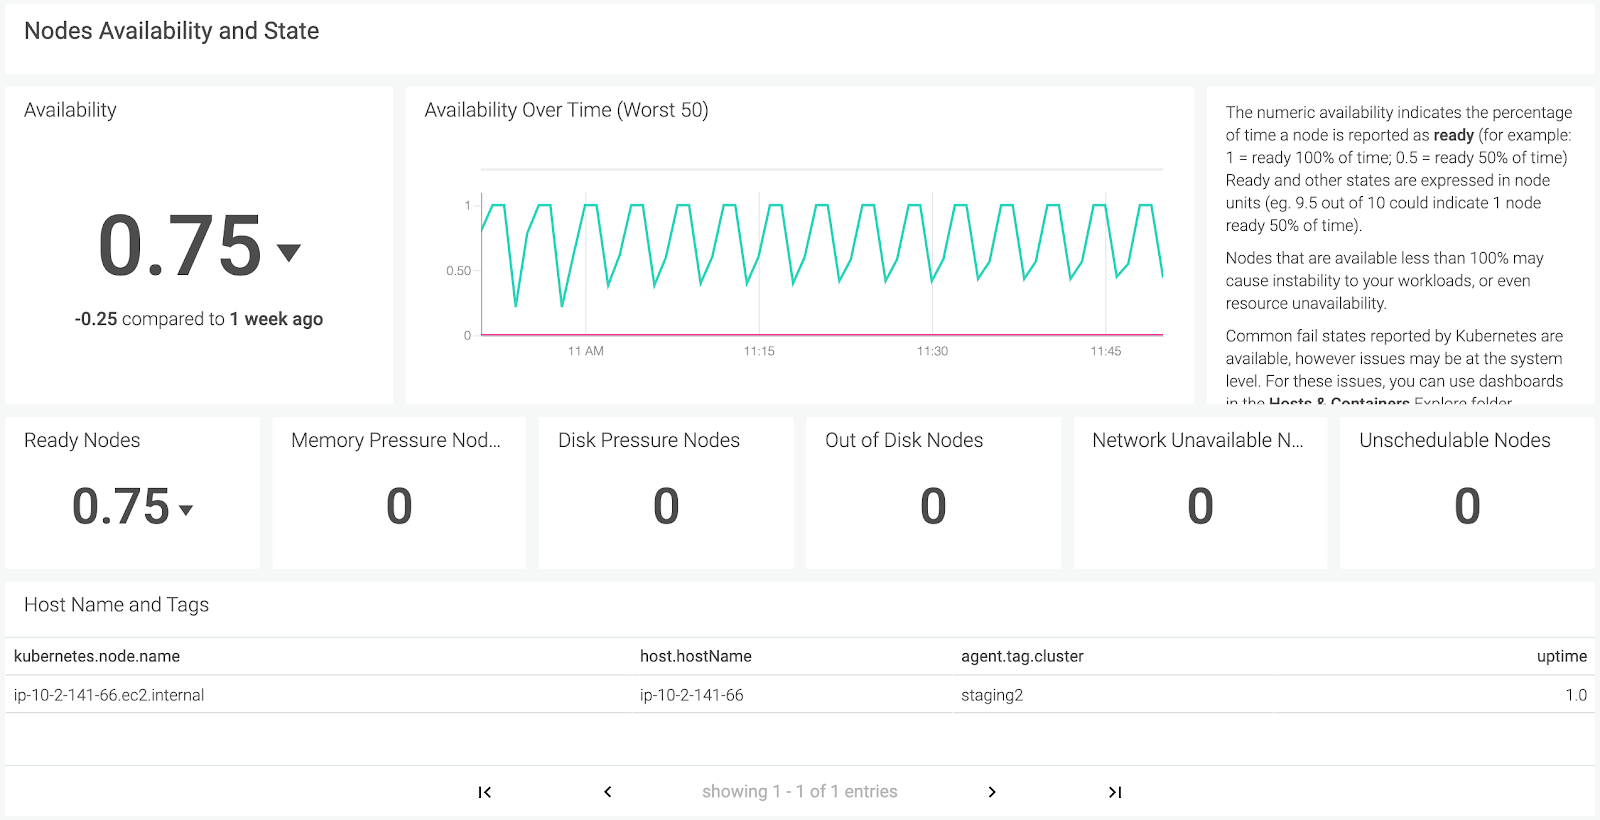 Nodes Availability and State
Availability
0.75
-0.25 compared to 1 week ago
Availability Over Time (Worst 50)
1
0.50
0
11 AM
11:15
11:30
11:45
The numeric availability indicates the percentage
of time a node is reported as ready (for example:
1 = ready 100% of time; 0.5 = ready 50% of time)
Ready and other states are expressed in node
units (eg. 9.5 out of 10 could indicate 1 node
ready 50% of time).
Nodes that are available less than 100% may
cause instability to your workloads, or even
resource unavailability.
Common fail states reported by Kubernetes are
available, however issues may be at the system
level. For these issues, you can use dashboards
in the Hosts & Containers Explore folder
Ready Nodes
0.75
Memory Pressure Nod...
0
Disk Pressure Nodes
0
Out of Disk Nodes
0
Network Unavailable N...
0
Unschedulable Nodes
0
Host Name and Tags
kubernetes.node.name host.hostName agent.tag.cluster uptime
ip-10-2-141-66.ec2.internal ip-10-2-141-66 staging2 1.0
showing 1 - 1 of 1 entries